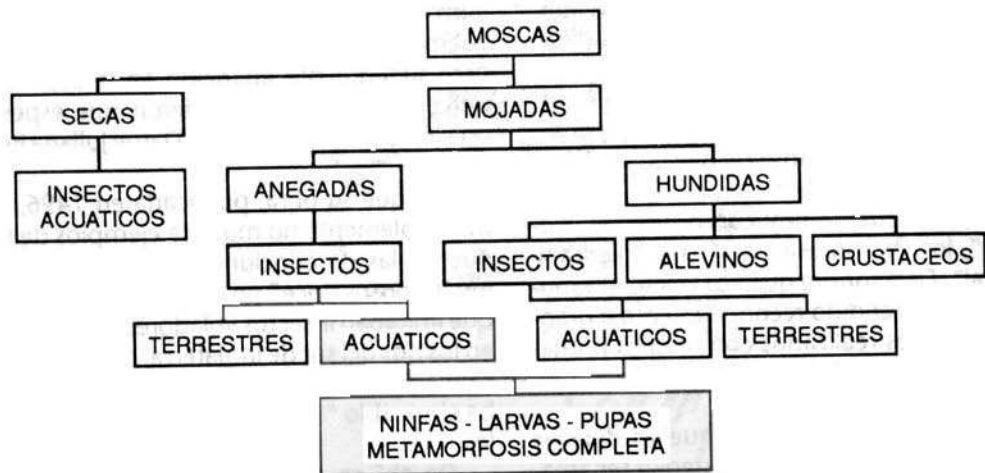 MOSCAS
SECAS
MOJADAS
INSECTOS
ACUATICOS
ANEGADAS
HUNDIDAS
INSECTOS
INSECTOS
ALEVINOS
CRUSTACEOS
TERRESTRES
ACUATICOS
ACUATICOS
TERRESTRES
NINFAS - LARVAS - PUPAS
METAMORFOSIS COMPLETA